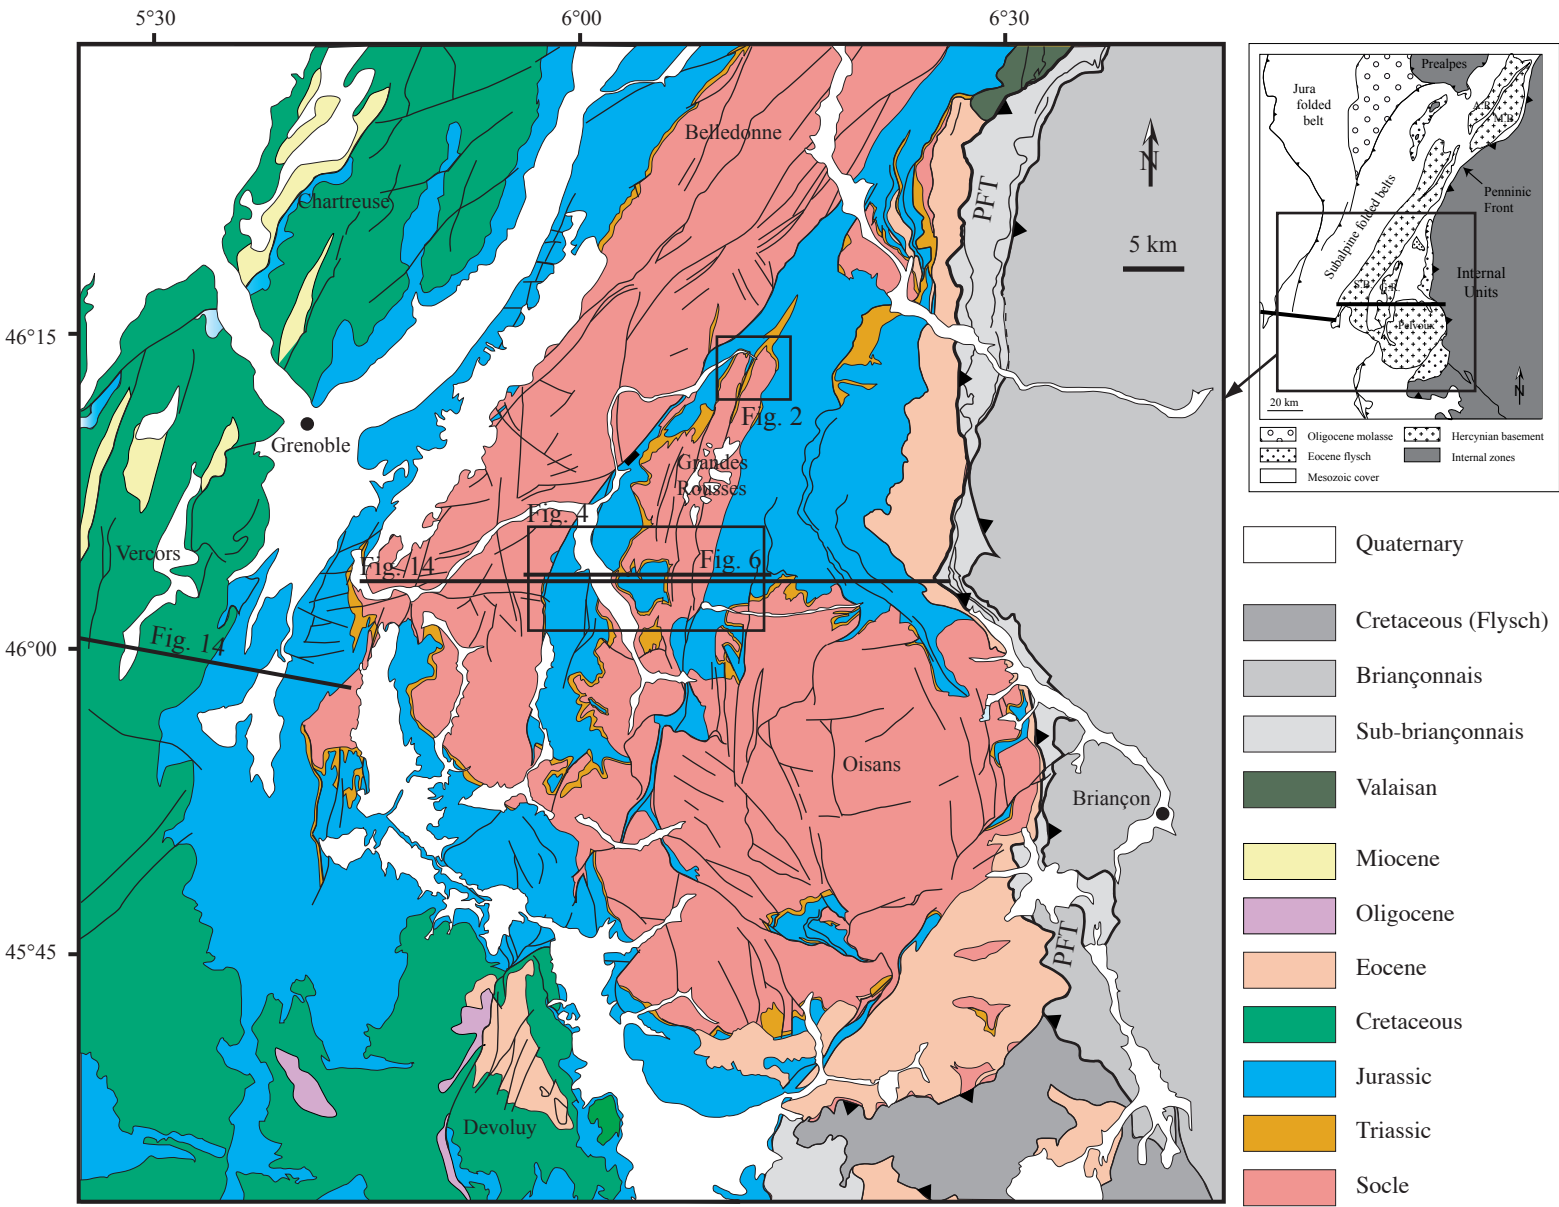 5°30
6°00
6°30
46°15
46°00
45°45
Belledonne
Chartreuse
PFT
N
5 km
Grenoble
Fig. 2
Grandes
Rousses
Fig. 4
Fig. 6
Fig. 14
Vercors
Fig. 14
Oisans
Briançon
PFT
Devoluy
Prealpes
Jura
folded
belt
A.R.
M.B.
Subalpine folded belts
Penninic
Front
Internal
Units
Pelvoux
N
20 km
Oligocene molasse
Hercynian basement
Eocene flysch
Internal zones
Mesozoic cover
Quaternary
Cretaceous (Flysch)
Briançonnais
Sub-briançonnais
Valaisan
Miocene
Oligocene
Eocene
Cretaceous
Jurassic
Triassic
Socle